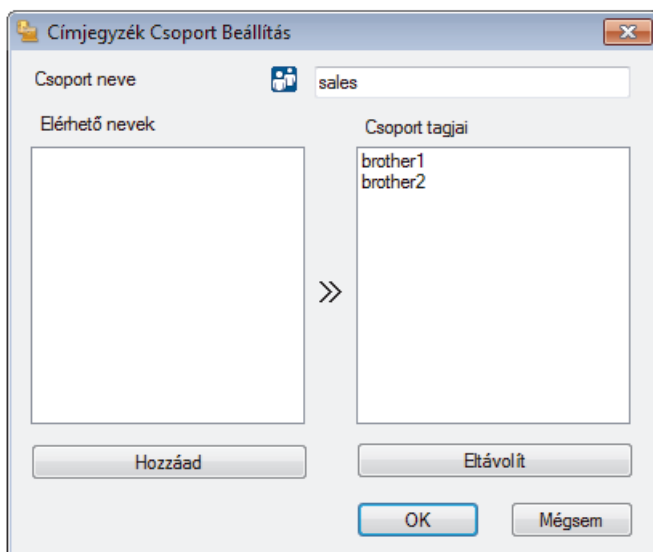 Címjegyzék Csoport Beállítás
Csoport neve
sales
Elérhető nevek
Csoport tagjai
brother1
brother2
Hozzáad
Eltávolít
OK
Mégsem